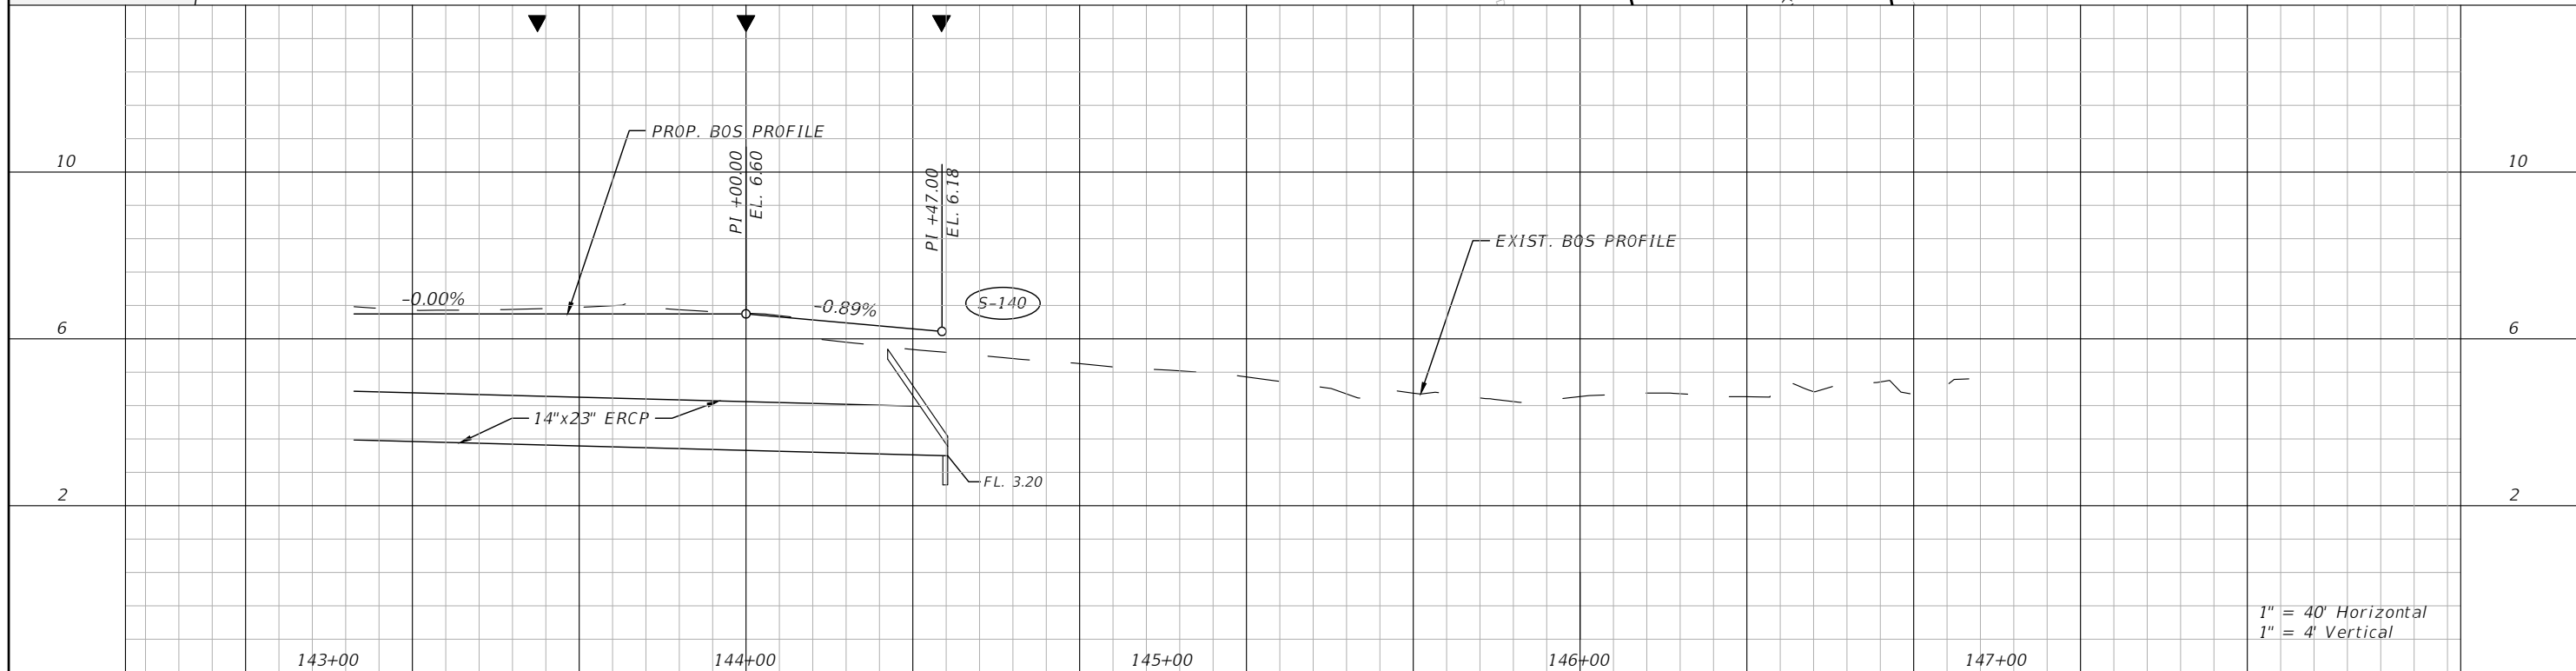 PROP. BOS PROFILE
PI +00.00
EL. 6.60
PI +47.00
EL. 6.18
10
10
EXIST. BOS PROFILE
-0.00%
-0.89%
S-140
6
6
14"x23" ERCP
FL. 3.20
2
2
1" = 40' Horizontal
1" = 4' Vertical
143+00
144+00
145+00
146+00
147+00